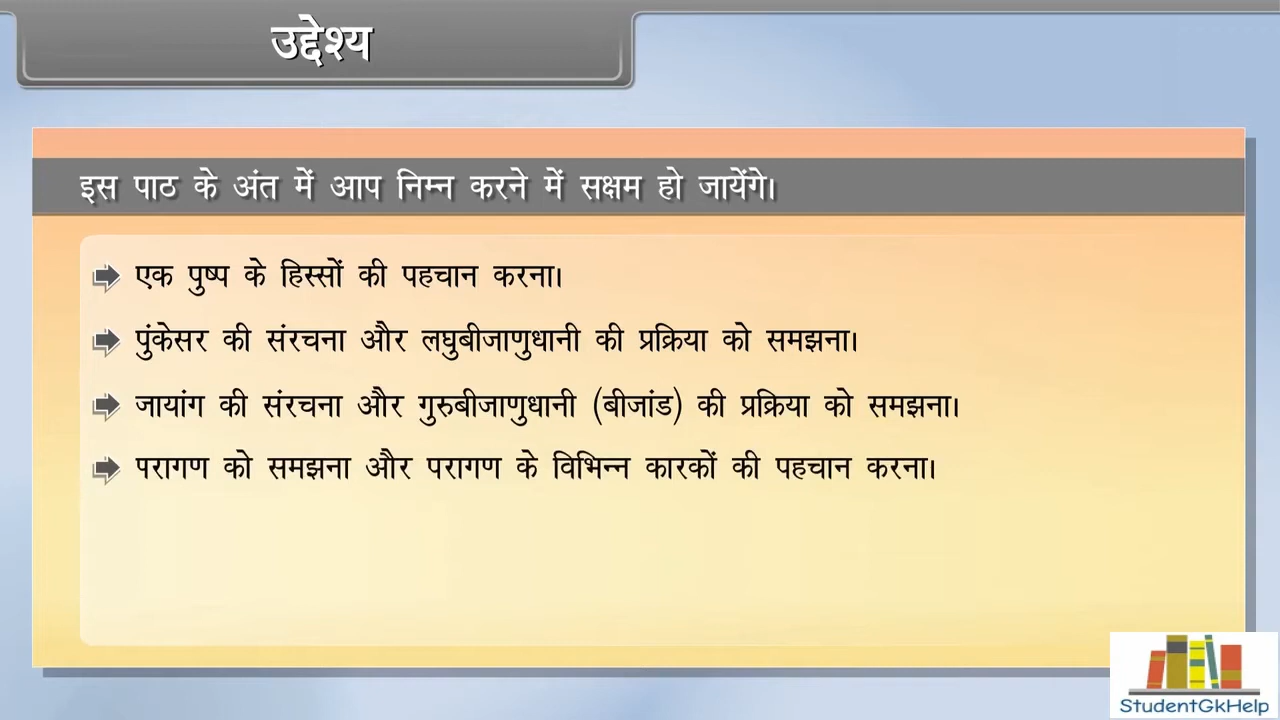 उद्देश्य
इस पाठ के अंत में आप निम्न करने में सक्षम हो जायेंगे।
एक पुष्प के हिस्सों की पहचान करना।
पुंकेसर की संरचना और लघुबीजाणुधानी की प्रक्रिया को समझना।
जायांग की संरचना और गुरुबीजाणुधानी (बीजांड) की प्रक्रिया को समझना।
परागण को समझना और परागण के विभिन्न कारकों की पहचान करना।
StudentGkHelp